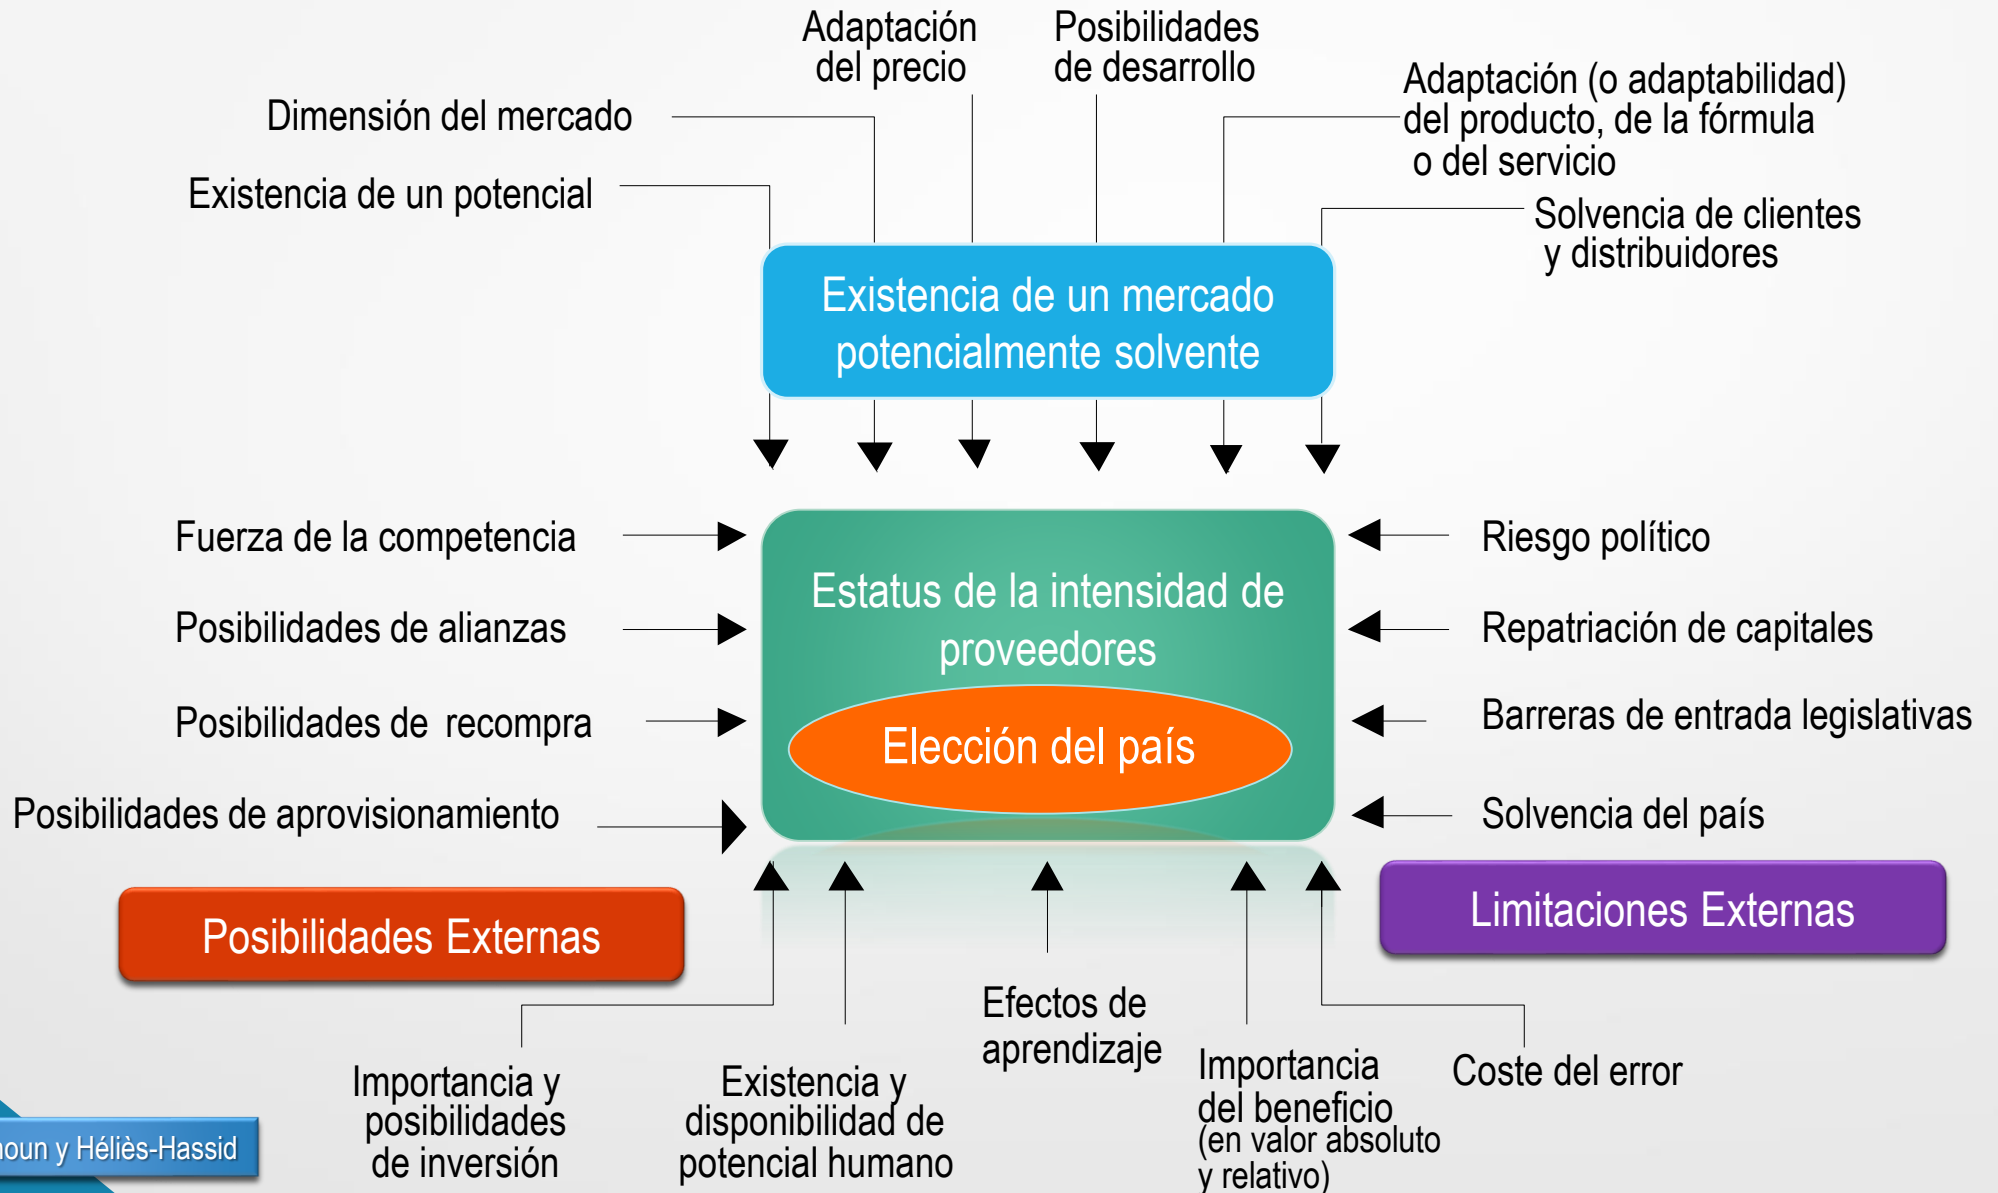 Adaptación
del precio
Posibilidades
de desarrollo
Adaptación (o adaptabilidad)
del producto, de la fórmula
o del servicio
Dimensión del mercado
Existencia de un potencial
Solvencia de clientes
y distribuidores
Existencia de un mercado
potencialmente solvente
Fuerza de la competencia
Posibilidades de alianzas
Posibilidades de recompra
Posibilidades de aprovisionamiento
Estatus de la intensidad de
proveedores
Elección del país
Riesgo político
Repatriación de capitales
Barreras de entrada legislativas
Solvencia del país
Posibilidades Externas
Limitaciones Externas
Importancia y
posibilidades
de inversión
Existencia y
disponibilidad de
potencial humano
Efectos de
aprendizaje
Importancia
del beneficio
(en valor absoluto
y relativo)
Coste del error
y Héliès-Hassid